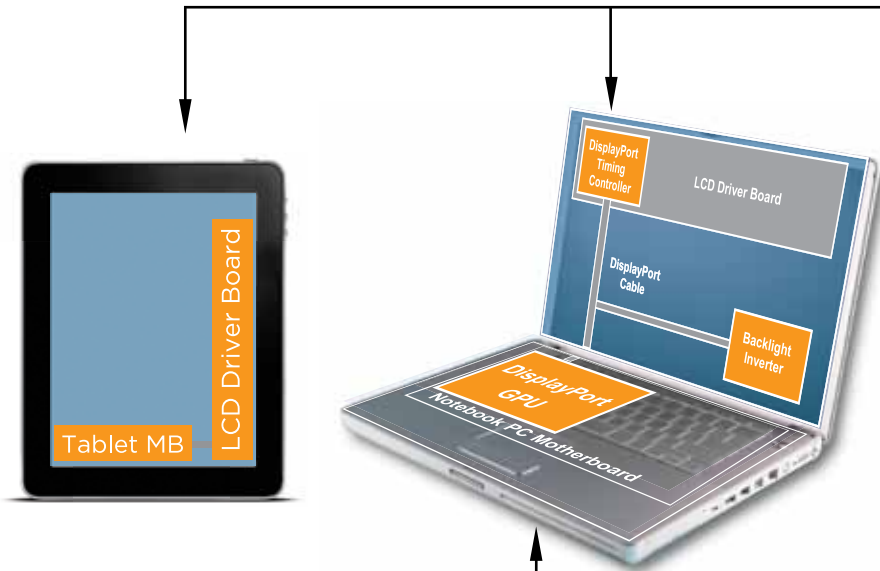 Tablet MB
LCD Driver Board
DisplayPort
Timing
Controller
LCD Driver Board
DisplayPort
Cable
Backlight
Inverter
DisplayPort
GPU
Notebook PC Motherboard